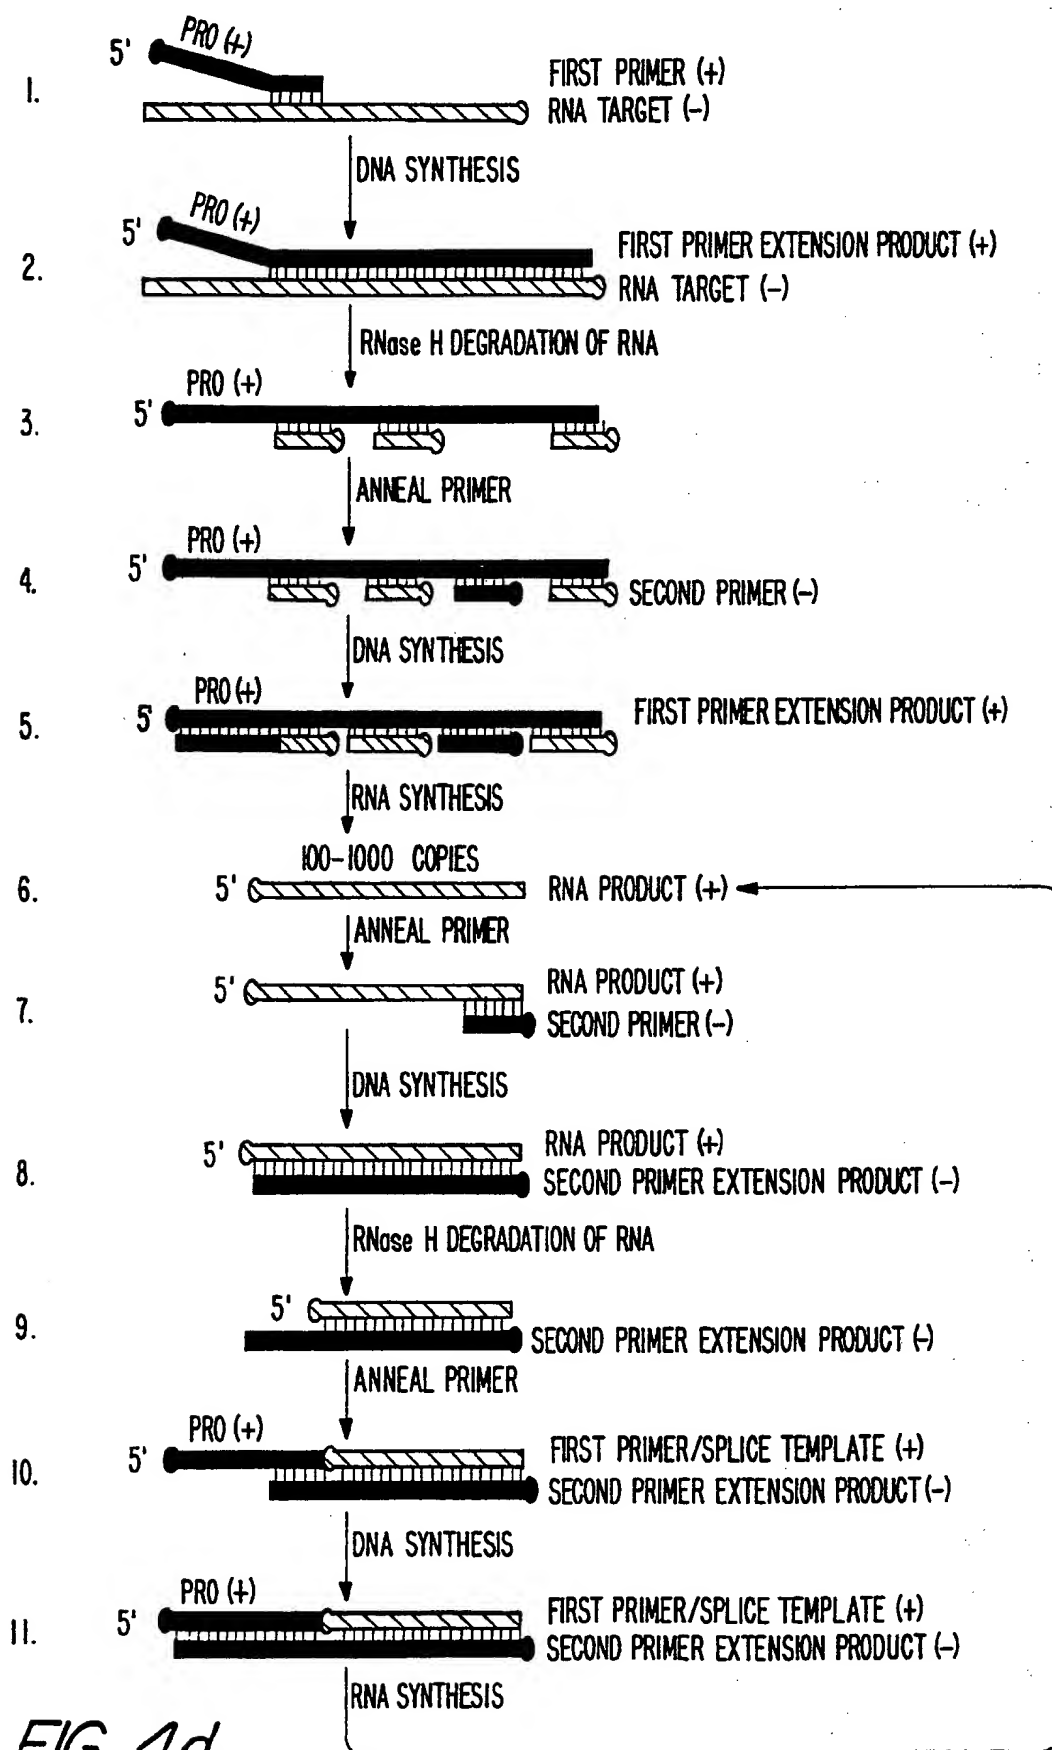 5' PRO (+)
1. FIRST PRIMER (+)
RNA TARGET (-)
DNA SYNTHESIS
5' PRO (+)
2. FIRST PRIMER EXTENSION PRODUCT (+)
RNA TARGET (-)
RNase H DEGRADATION OF RNA
PRO (+)
3. 5'
ANNEAL PRIMER
PRO (+)
4. 5'
SECOND PRIMER (-)
DNA SYNTHESIS
PRO (+)
5. 5' FIRST PRIMER EXTENSION PRODUCT (+)
RNA SYNTHESIS
100-1000 COPIES
6. 5' RNA PRODUCT (+)
ANNEAL PRIMER
7. 5' RNA PRODUCT (+)
SECOND PRIMER (-)
DNA SYNTHESIS
8. 5' RNA PRODUCT (+)
SECOND PRIMER EXTENSION PRODUCT (-)
RNase H DEGRADATION OF RNA
9. 5'
SECOND PRIMER EXTENSION PRODUCT (-)
ANNEAL PRIMER
PRO (+)
10. 5' FIRST PRIMER/SPLICE TEMPLATE (+)
SECOND PRIMER EXTENSION PRODUCT (-)
DNA SYNTHESIS
PRO (+)
11. 5' FIRST PRIMER/SPLICE TEMPLATE (+)
SECOND PRIMER EXTENSION PRODUCT (-)
RNA SYNTHESIS
FIG. 4d